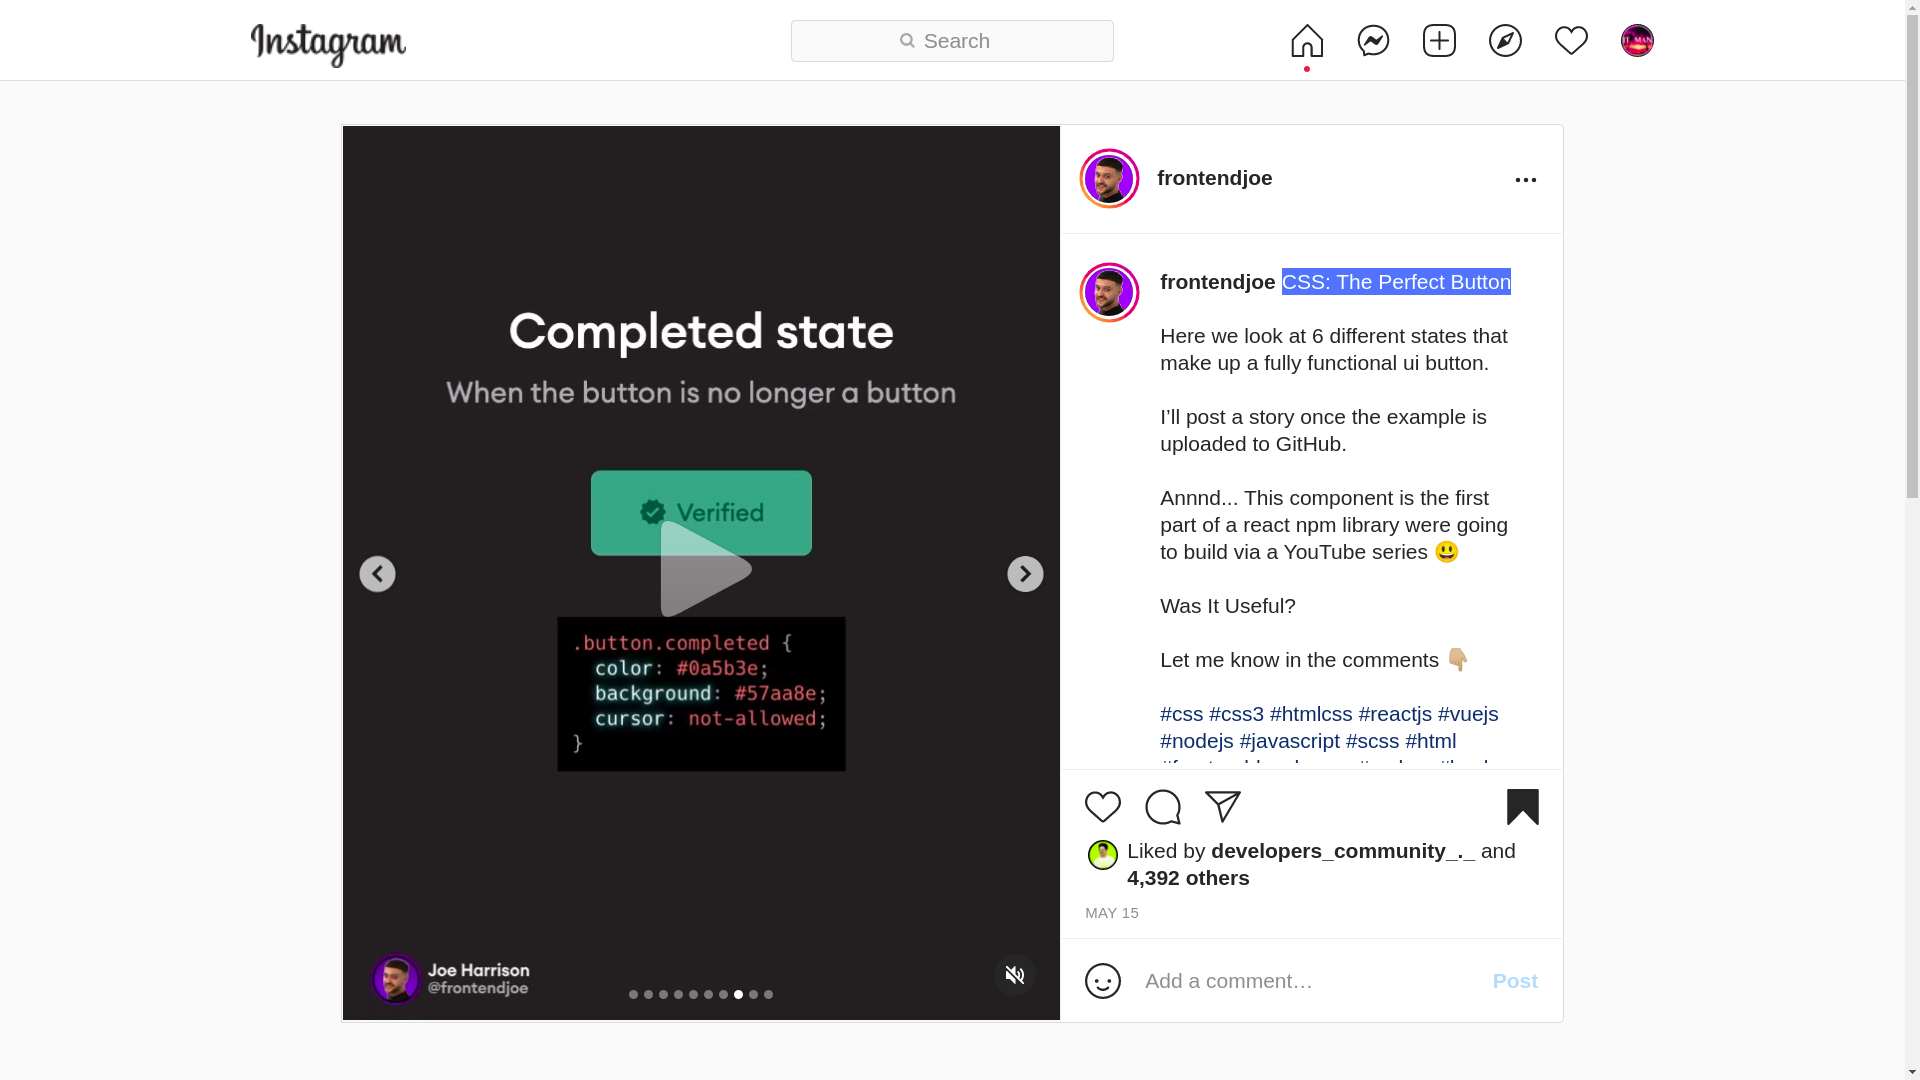 Instagram
Search
Completed state
When the button is no longer a button
Verified
.button.completed {
color: #0a5b3e;
background: #57aa8e;
cursor: not-allowed;
}
Joe Harrison
@frontendjoe
frontendjoe
frontendjoe CSS: The Perfect Button
Here we look at 6 different states that
make up a fully functional ui button.
I’ll post a story once the example is
uploaded to GitHub.
Annnd... This component is the first
part of a react npm library were going
to build via a YouTube series 😃
Was It Useful?
Let me know in the comments 👇🏼
#css #css3 #htmlcss #reactjs #vuejs
#nodejs #javascript #scss #html
Liked by developers_community_._ and
4,392 others
MAY 15
Add a comment…
Post